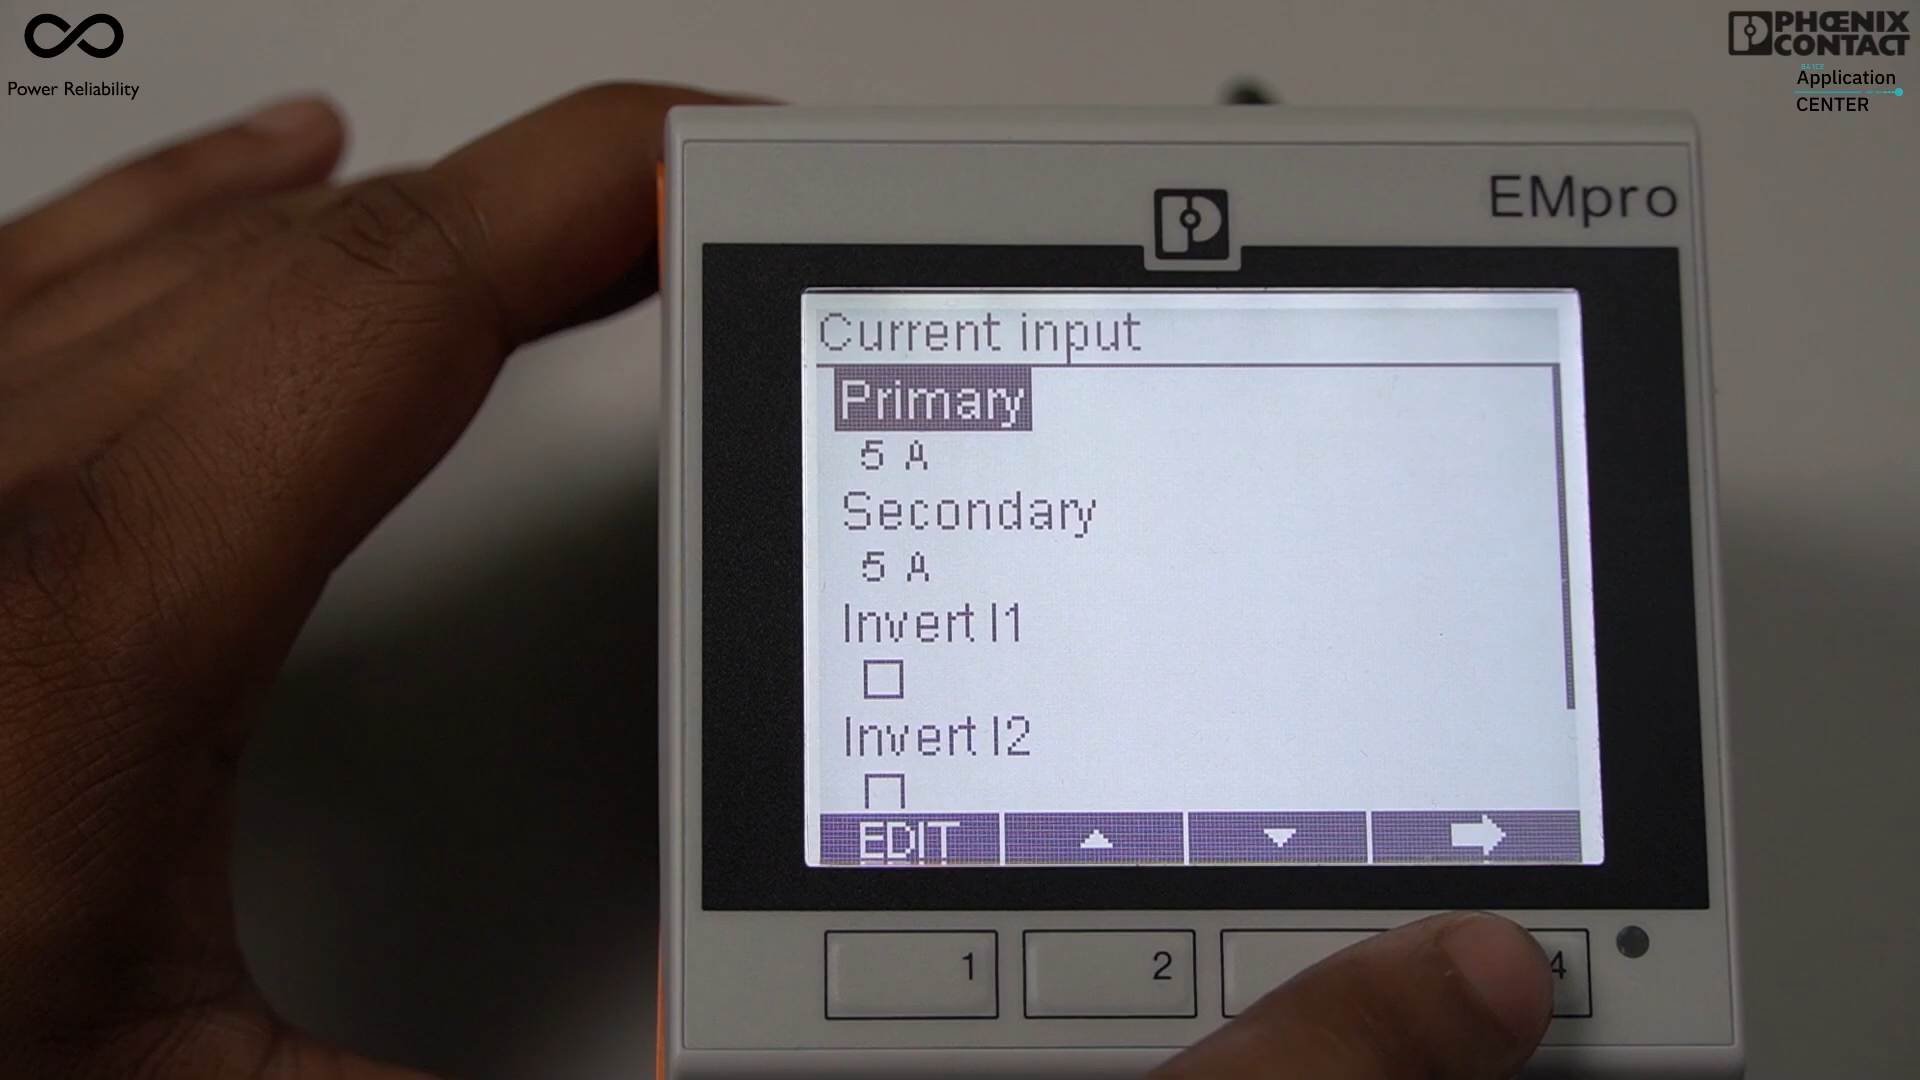 Power Reliability
PHŒNIX
CONTACT
Application
CENTER
EMpro
Current input
Primary
5 A
Secondary
5 A
Invert I1
Invert I2
EDIT
1
2
4